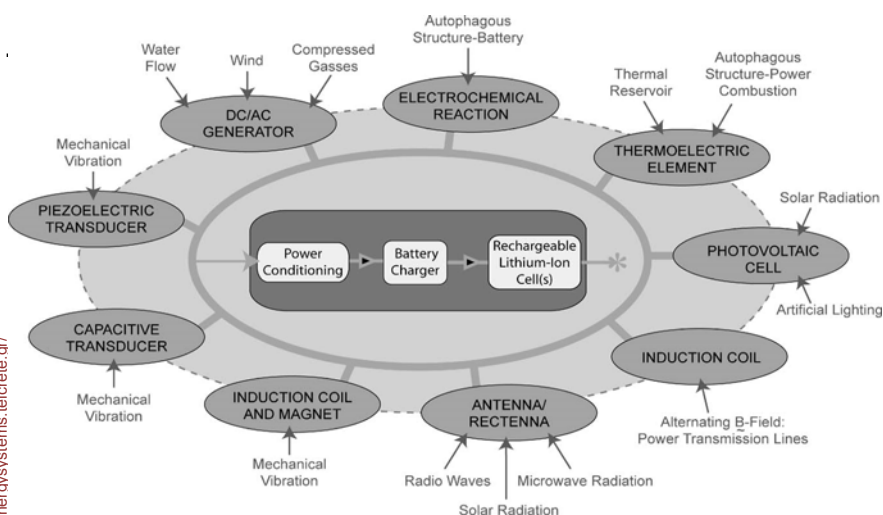 Autophagous
Structure-Battery
Water
Flow
Wind
Compressed
Gasses
Thermal
Reservoir
Autophagous
Structure-Power
Combustion
DC/AC
GENERATOR
ELECTROCHEMICAL
REACTION
THERMOELECTRIC
ELEMENT
Mechanical
Vibration
Solar Radiation
PIEZOELECTRIC
TRANSDUCER
PHOTOVOLTAIC
CELL
Artificial Lighting
Power
Conditioning
Battery
Charger
Rechargeable
Lithium-Ion
Cell(s)
CAPACITIVE
TRANSDUCER
Mechanical
Vibration
INDUCTION COIL
Alternating B-Field:
Power Transmission Lines
INDUCTION COIL
AND MAGNET
Mechanical
Vibration
ANTENNA/
RECTENNA
Radio Waves
Solar Radiation
Microwave Radiation
nergysystems.teicrete.gr/